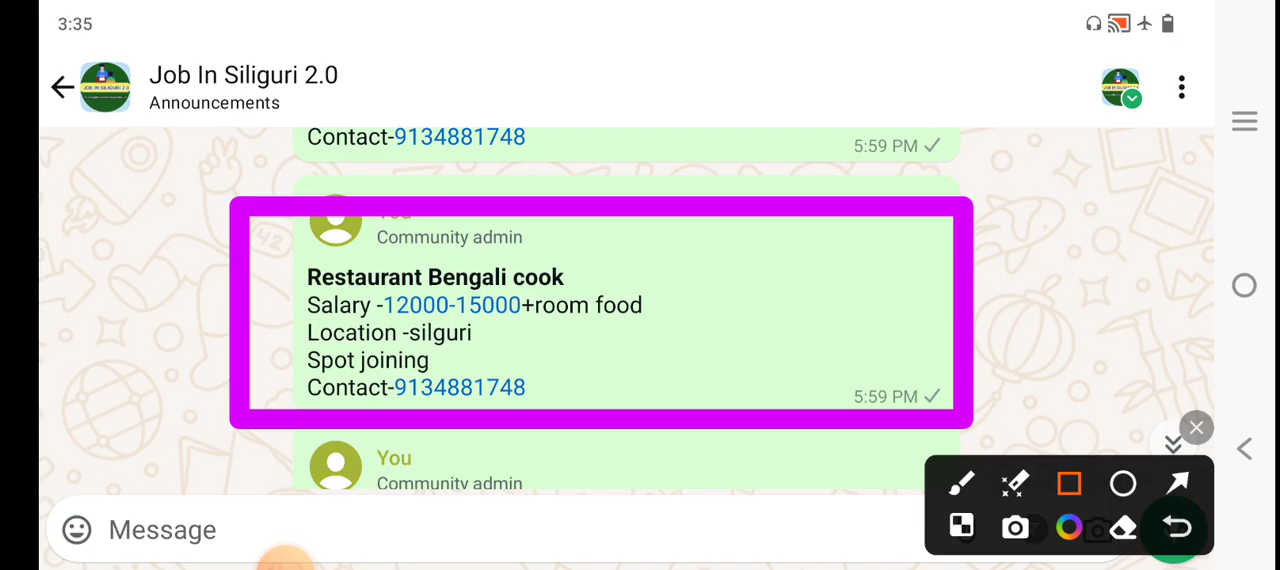 3:35
Job In Siliguri 2.0
Announcements
Contact-9134881748
5:59 PM
You
Community admin
Restaurant Bengali cook
Salary -12000-15000+room food
Location -silguri
Spot joining
Contact-9134881748
5:59 PM
You
Community admin
Message